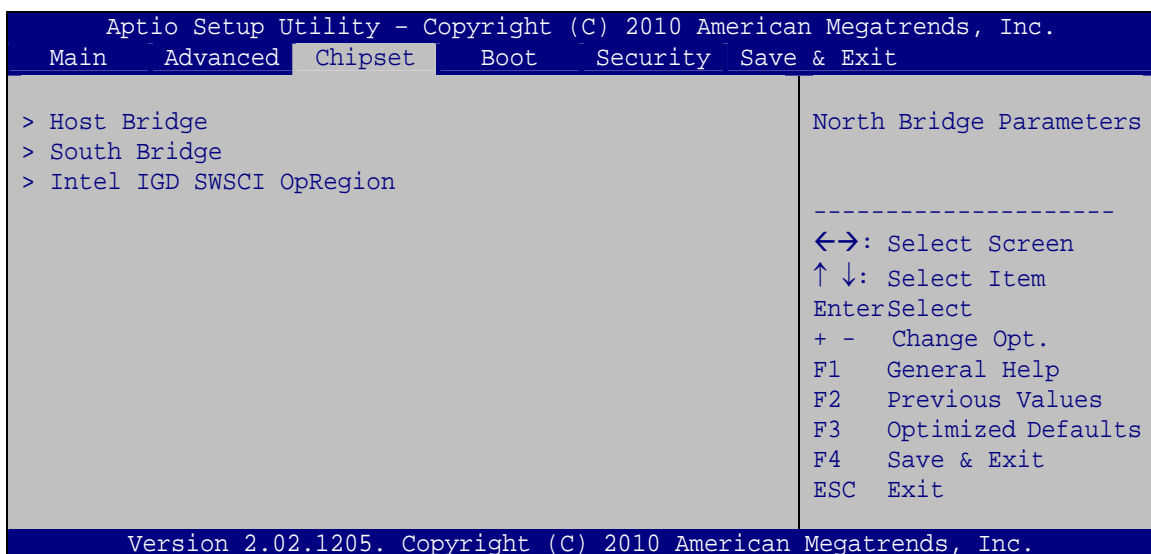 Aptio Setup Utility – Copyright (C) 2010 American Megatrends, Inc.
Main Advanced Chipset Boot Security Save & Exit
> Host Bridge
> South Bridge
> Intel IGD SWSCI OpRegion
North Bridge Parameters
---------------------
←→: Select Screen
↑ ↓: Select Item
EnterSelect
+ - Change Opt.
F1 General Help
F2 Previous Values
F3 Optimized Defaults
F4 Save & Exit
ESC Exit
Version 2.02.1205. Copyright (C) 2010 American Megatrends, Inc.